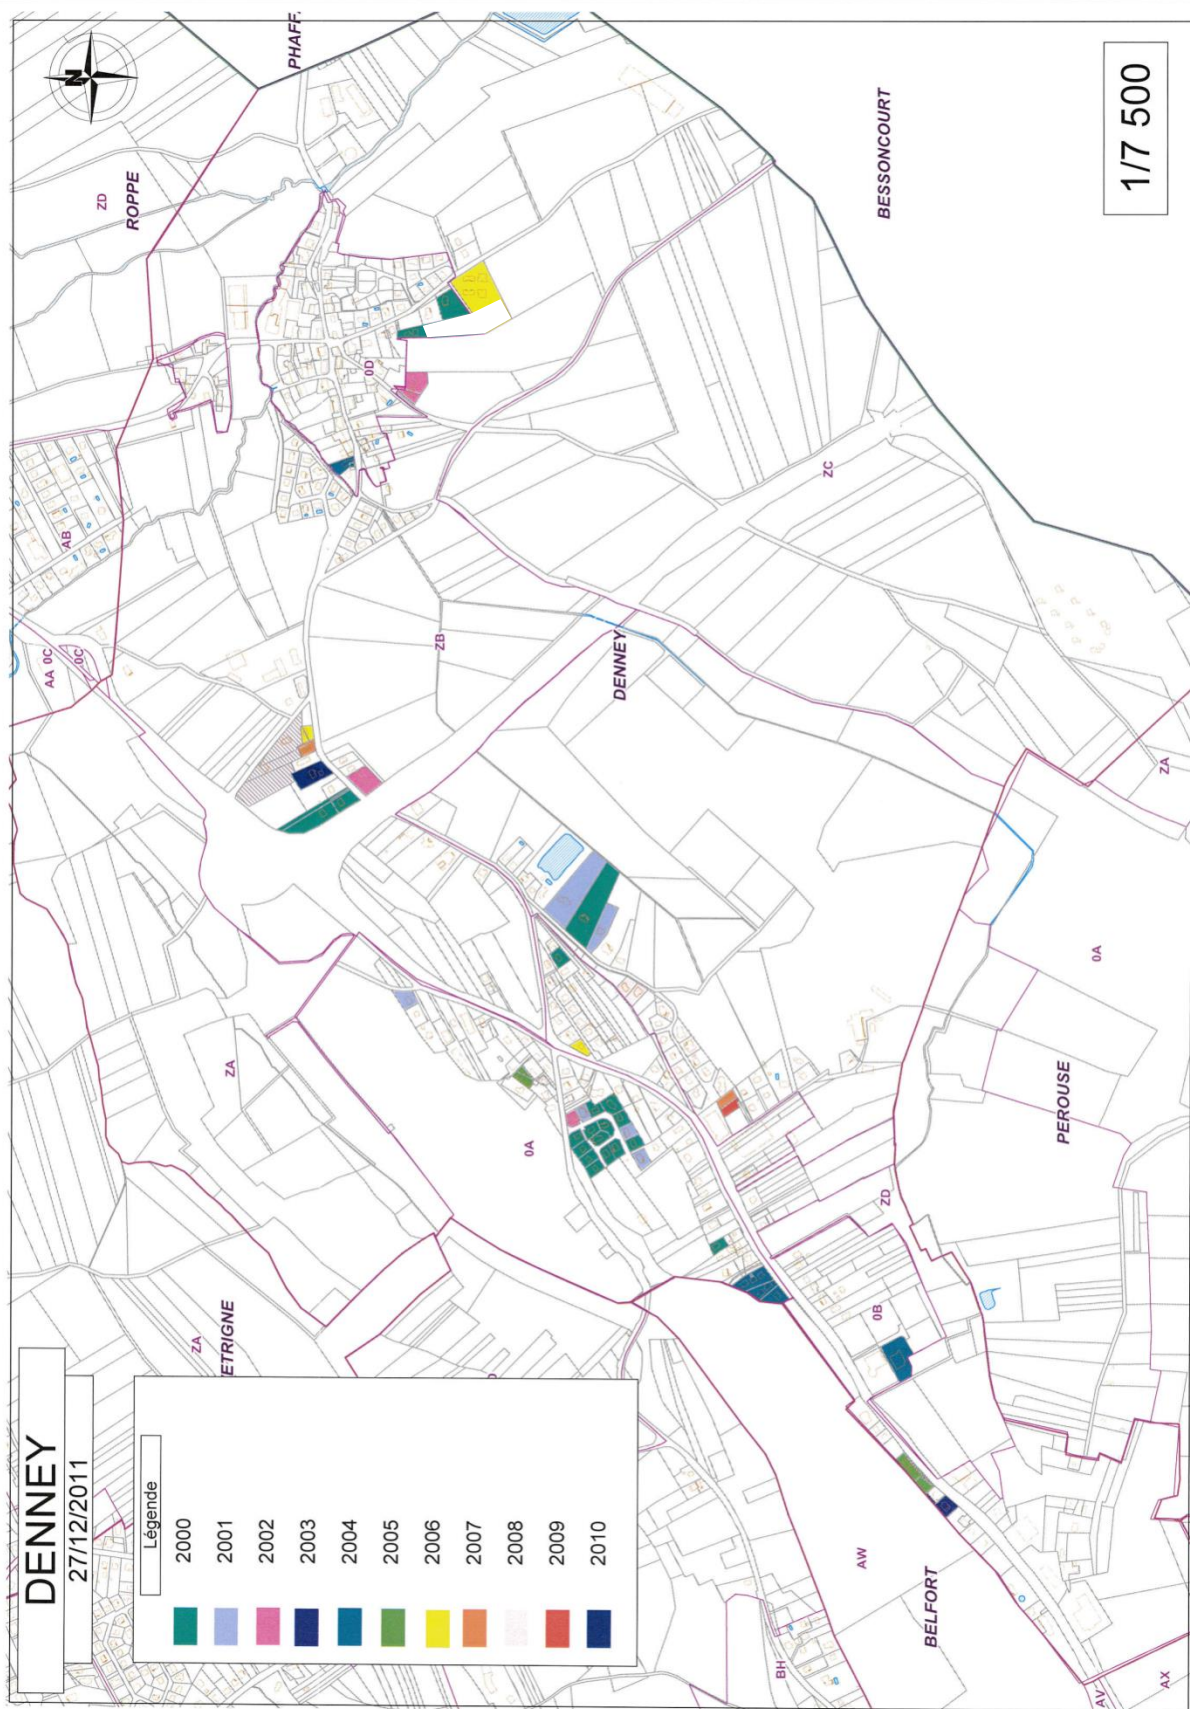 DENNEY
27/12/2011
Légende
2000
2001
2002
2003
2004
2005
2006
2007
2008
2009
2010
1/7 500
N
PHAFF
ZD
ROPPE
BESSONCOURT
0D
AB
ZC
AA
0C
0C
ZB
DENNEY
ZA
ZA
0A
0A
PEROUSE
ZD
ZA
ETRIGNE
0B
AW
BELFORT
BH
AV
AX